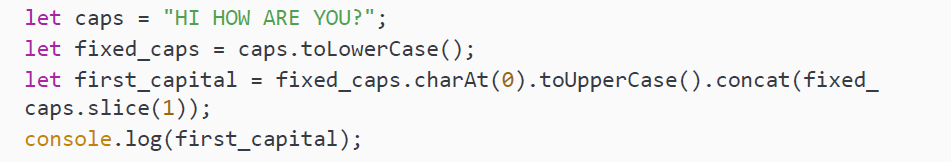 let caps = "HI HOW ARE YOU?";
let fixed_caps = caps.toLowerCase();
let first_capital = fixed_caps.charAt(0).toUpperCase().concat(fixed_
caps.slice(1));
console.log(first_capital);